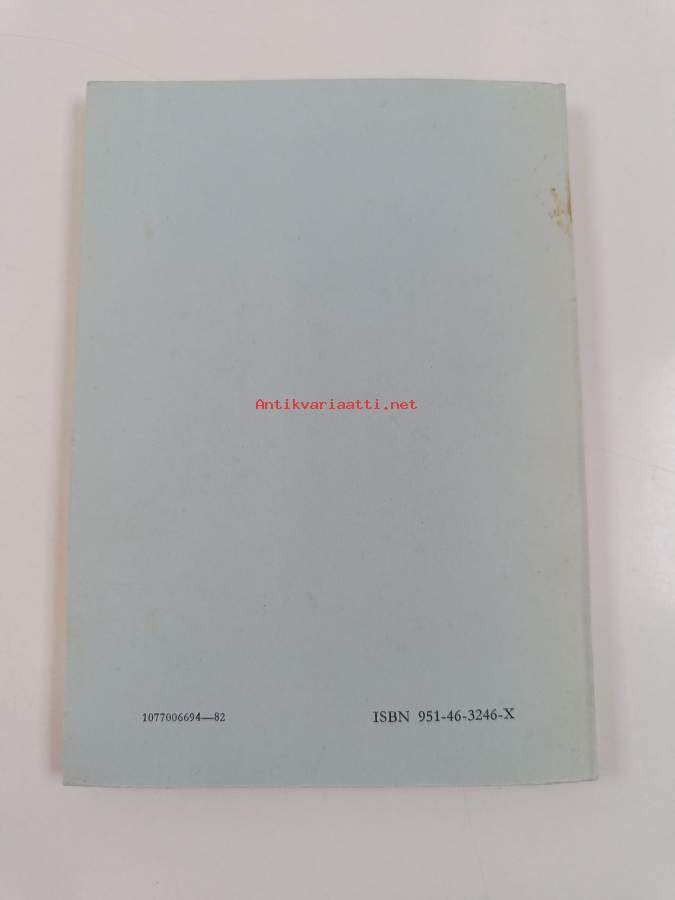 Antikvariaatti.net
1077006694—82
ISBN 951-46-3246-X